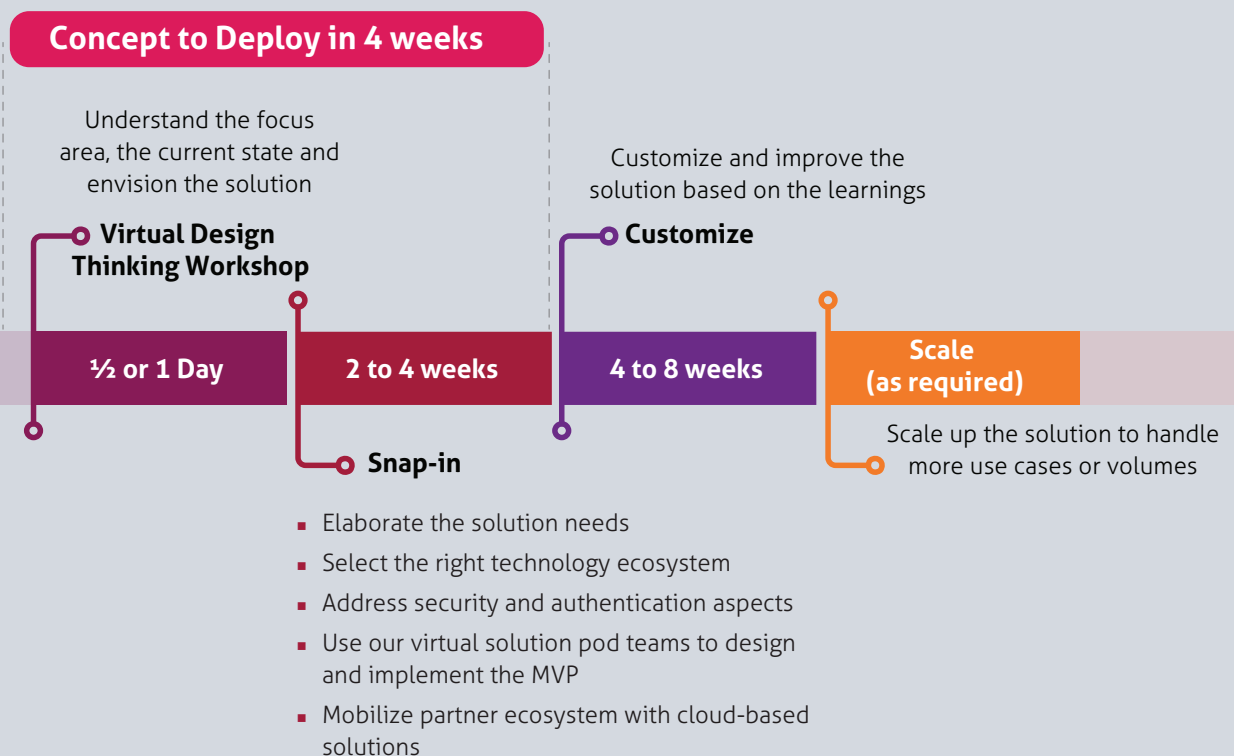 Concept to Deploy in 4 weeks
Understand the focus
area, the current state and
envision the solution
Virtual Design
Thinking Workshop
Customize and improve the
solution based on the learnings
Customize
½ or 1 Day
2 to 4 weeks
4 to 8 weeks
Scale
(as required)
Snap-in
Scale up the solution to handle
more use cases or volumes
▪ Elaborate the solution needs
▪ Select the right technology ecosystem
▪ Address security and authentication aspects
▪ Use our virtual solution pod teams to design
and implement the MVP
▪ Mobilize partner ecosystem with cloud-based
solutions